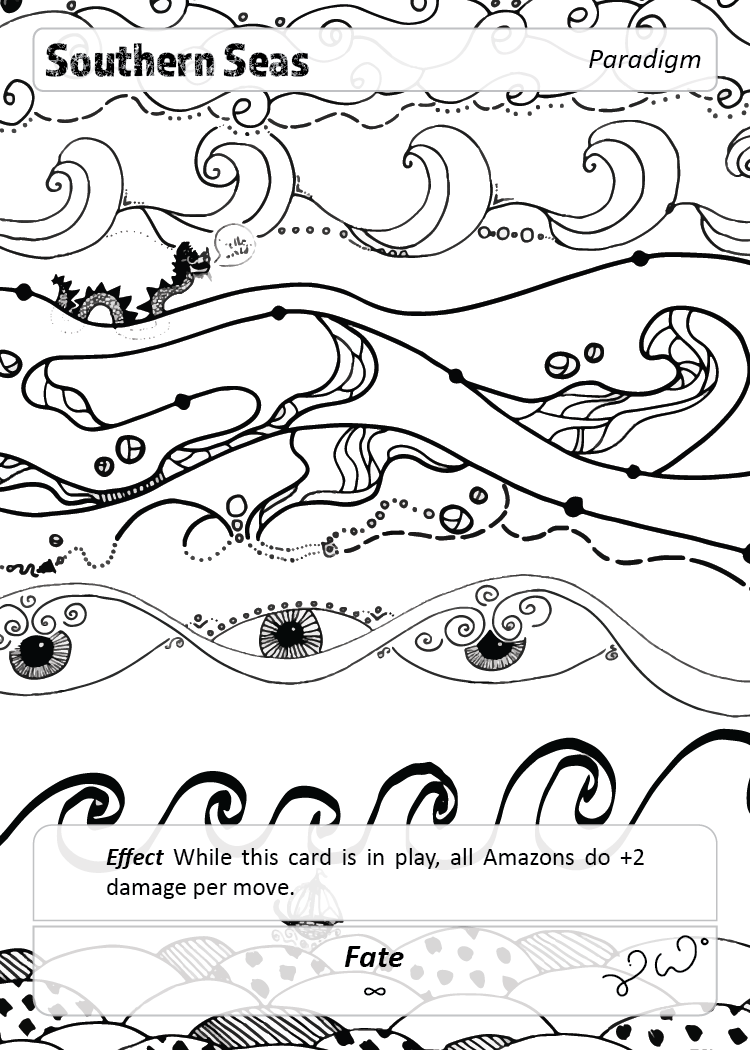 Southern Seas
Paradigm
Effect While this card is in play, all Amazons do +2
damage per move.
Fate
∞